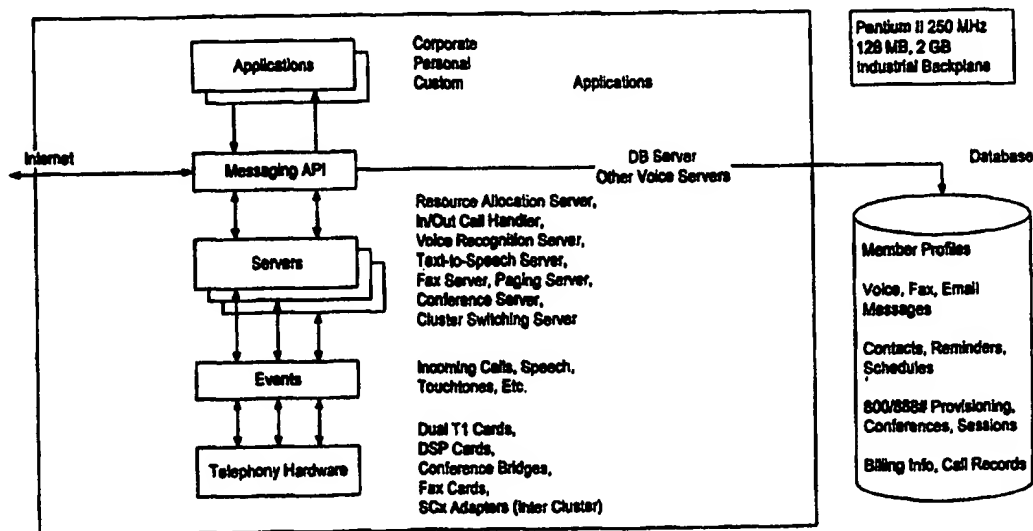 Pentium II 250 MHz
128 MB, 2 GB
Industrial Backplane
Applications
Corporate
Personal
Custom
Applications
Internet
Messaging API
DB Server
Other Voice Servers
Database
Servers
Resource Allocation Server,
In/Out Call Handler,
Voice Recognition Server,
Text-to-Speech Server,
Fax Server, Paging Server,
Conference Server,
Cluster Switching Server
Events
Incoming Calls, Speech,
Touchtones, Etc.
Telephony Hardware
Dual T1 Cards,
DSP Cards,
Conference Bridges,
Fax Cards,
SCx Adapters (Inter Cluster)
Member Profiles
Voice, Fax, Email
Messages
Contacts, Reminders,
Schedules
800/888# Provisioning,
Conferences, Sessions
Billing Info, Call Records